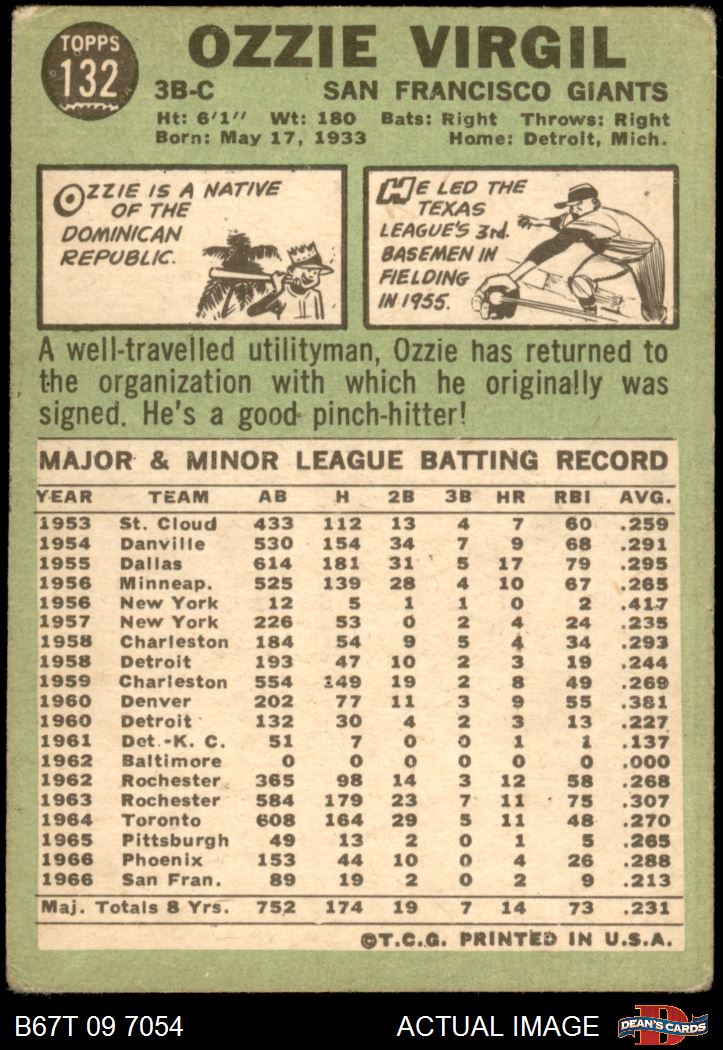 TOPPS
132
OZZIE VIRGIL
3B-C SAN FRANCISCO GIANTS
Ht: 6'1" Wt: 180 Bats: Right Throws: Right
Born: May 17, 1933 Home: Detroit, Mich.
OZZIE IS A NATIVE
OF THE
DOMINICAN
REPUBLIC.
HE LED THE
TEXAS
LEAGUE'S 3rd.
BASEMEN IN
FIELDING
IN 1955.
A well-travelled utilityman, Ozzie has returned to
the organization with which he originally was
signed. He's a good pinch-hitter!
MAJOR & MINOR LEAGUE BATTING RECORD
YEAR TEAM AB H 2B 3B HR RBI AVG.
1953 St. Cloud 433 112 13 4 7 60 .259
1954 Danville 530 154 34 7 9 68 .291
1955 Dallas 614 181 31 5 17 79 .295
1956 Minneap. 525 139 28 4 10 67 .265
1956 New York 12 5 1 1 0 2 .417
1957 New York 226 53 0 2 4 24 .235
1958 Charleston 184 54 9 5 4 34 .293
1958 Detroit 193 47 10 2 3 19 .244
1959 Charleston 554 149 19 2 8 49 .269
1960 Denver 202 77 11 3 9 55 .381
1960 Detroit 132 30 4 2 3 13 .227
1961 Det.-K. C. 51 7 0 0 1 1 .137
1962 Baltimore 0 0 0 0 0 0 .000
1962 Rochester 365 98 14 3 12 58 .268
1963 Rochester 584 179 23 7 11 75 .307
1964 Toronto 608 164 29 5 11 48 .270
1965 Pittsburgh 49 13 2 0 1 5 .265
1966 Phoenix 153 44 10 0 4 26 .288
1966 San Fran. 89 19 2 0 2 9 .213
Maj. Totals 8 Yrs. 752 174 19 7 14 73 .231
©T.C.G. PRINTED IN U.S.A.
B67T 09 7054 ACTUAL IMAGE DEAN'S CARDS